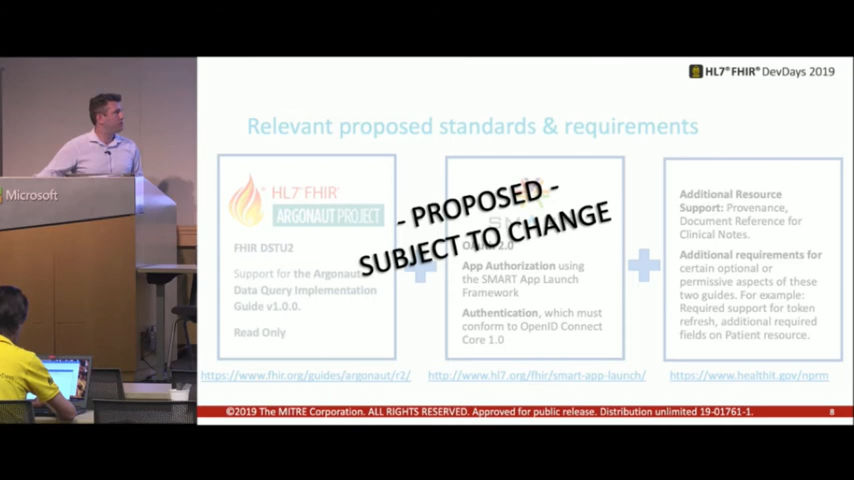 HL7® FHIR® DevDays 2019
Microsoft
Relevant proposed standards & requirements
HL7® FHIR®
ARGONAUT PROJECT
FHIR DSTU2
Support for the Argonaut
Data Query Implementation
Guide v1.0.0.
Read Only
- PROPOSED -
SUBJECT TO CHANGE
OAuth 2.0
App Authorization using
the SMART App Launch
Framework
Authentication, which must
conform to OpenID Connect
Core 1.0
Additional Resource
Support: Provenance,
Document Reference for
Clinical Notes.
Additional requirements for
certain optional or
permissive aspects of these
two guides. For example:
Required support for token
refresh, additional required
fields on Patient resource.
https://www.fhir.org/guides/argonaut/r2/
http://www.hl7.org/fhir/smart-app-launch/
https://www.healthit.gov/nprm
©2019 The MITRE Corporation. ALL RIGHTS RESERVED. Approved for public release. Distribution unlimited 19-01761-1.
8